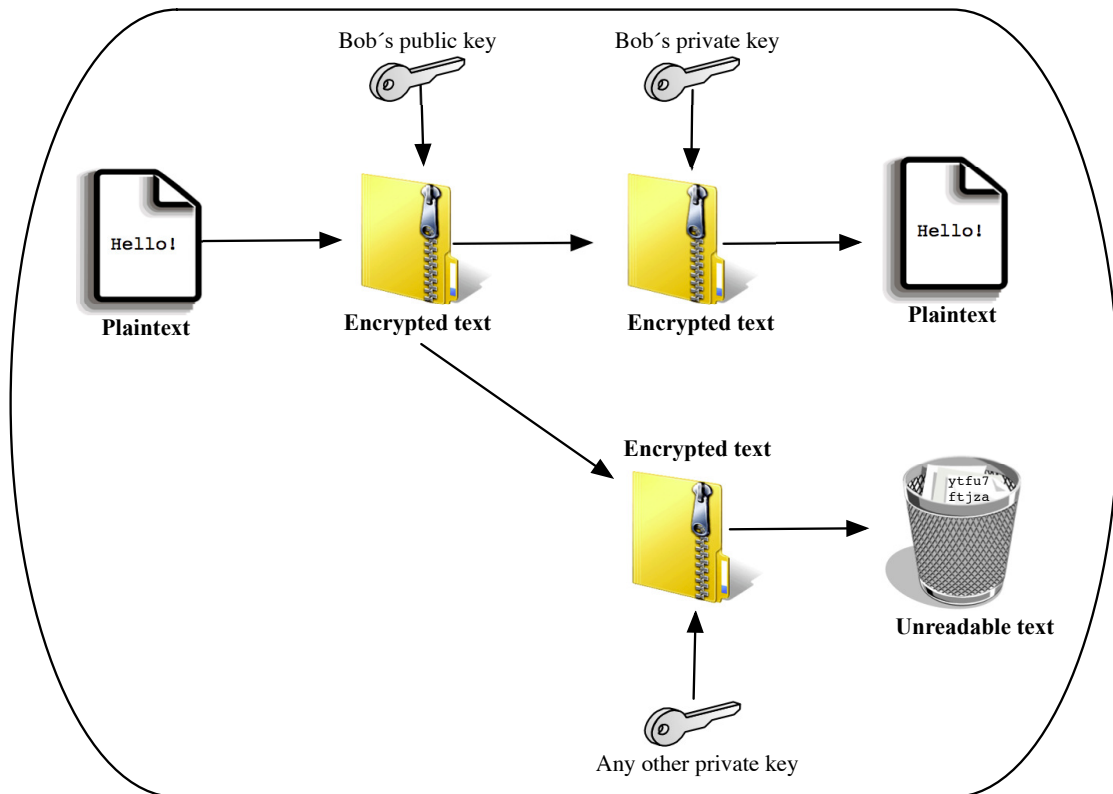 Bob´s public key
Bob´s private key
Hello!
Hello!
Plaintext
Encrypted text
Encrypted text
Plaintext
Encrypted text
ytfu7
ftjza
Unreadable text
Any other private key